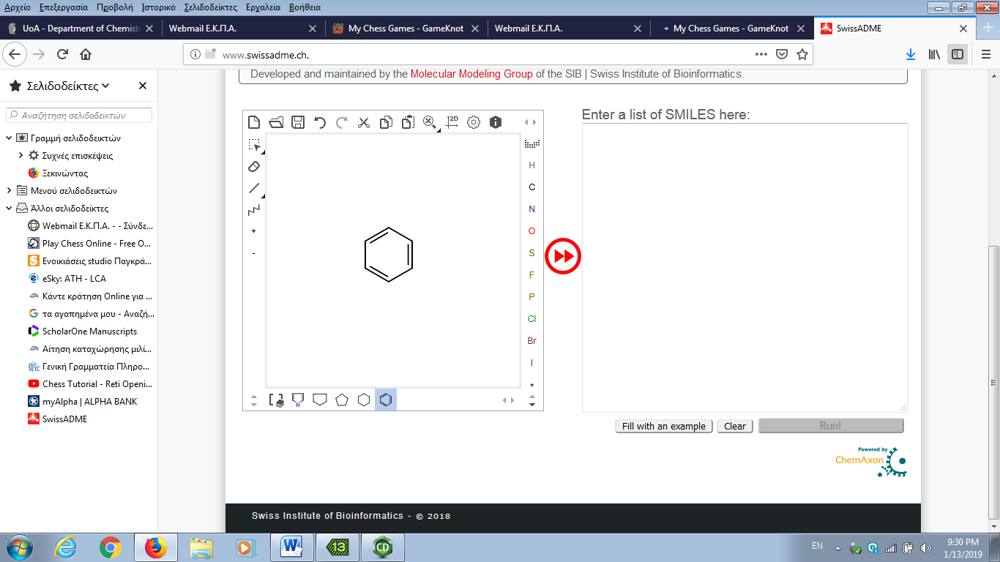 Αρχείο Επεξεργασία Προβολή Ιστορικό Σελιδοδείκτες Εργαλεία Βοήθεια
UoA - Department of Chemist
Webmail Ε.Κ.Π.Α.
My Chess Games - GameKnot
Webmail Ε.Κ.Π.Α.
My Chess Games - GameKnot
SwissADME
www.swissadme.ch.
Σελιδοδείκτες
Αναζήτηση σελιδοδεικτών
Γραμμή σελιδοδεικτών
Συχνές επισκέψεις
Ξεκινώντας
Μενού σελιδοδεικτών
Άλλοι σελιδοδείκτες
Webmail Ε.Κ.Π.Α. - - Σύνδε...
Play Chess Online - Free O...
Ενοικιάσεις studio Παγκρά...
eSky: ATH - LCA
Κάντε κράτηση Online για ...
τα αγαπημένα μου - Αναζή...
ScholarOne Manuscripts
Αίτηση καταχώρησης μιλί...
Γενική Γραμματεία Πληρο...
Chess Tutorial - Reti Openi...
myAlpha | ALPHA BANK
SwissADME
Developed and maintained by the Molecular Modeling Group of the SIB | Swiss Institute of Bioinformatics.
2D
+
-
H
C
N
O
S
F
P
Cl
Br
I
*
Enter a list of SMILES here:
Fill with an example
Clear
Run!
Powered by
ChemAxon
Swiss Institute of Bioinformatics - © 2018
13
CD
EN
9:30 PM
1/13/2019